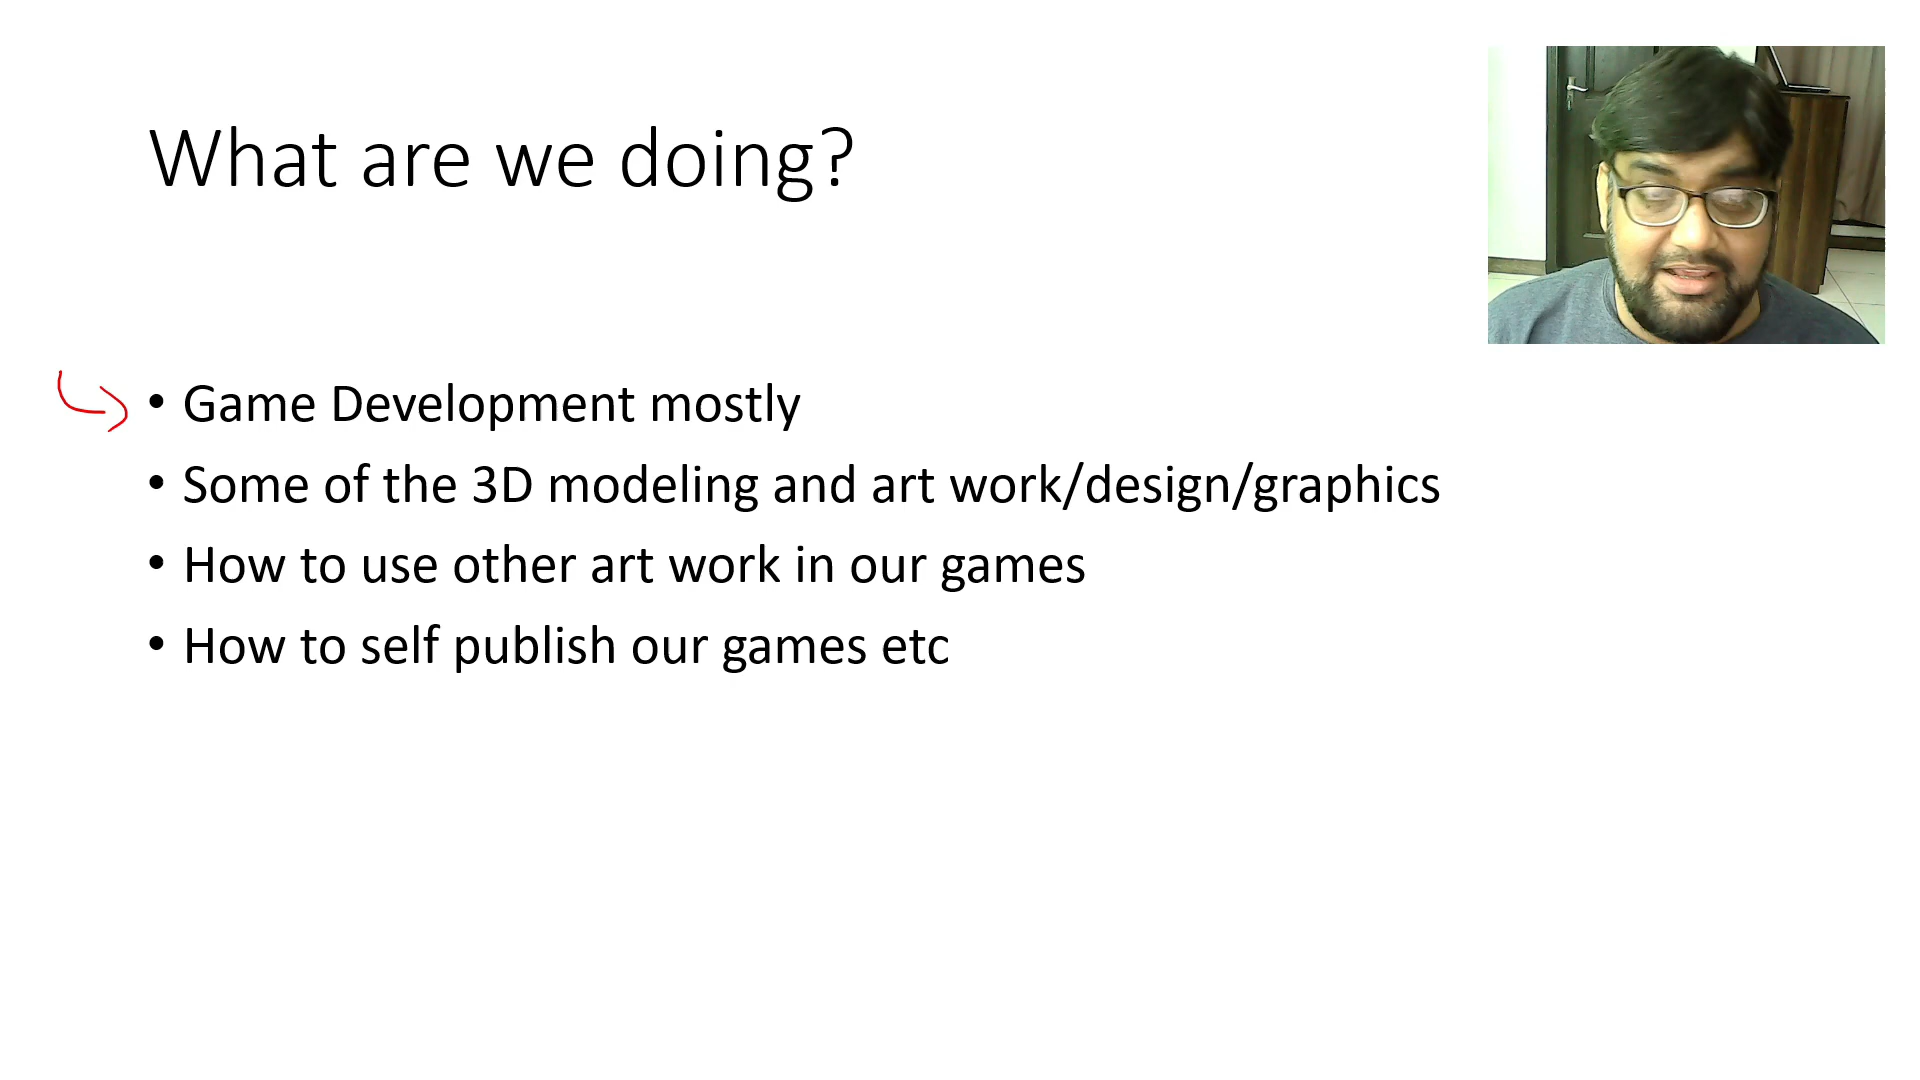 What are we doing?
• Game Development mostly
• Some of the 3D modeling and art work/design/graphics
• How to use other art work in our games
• How to self publish our games etc